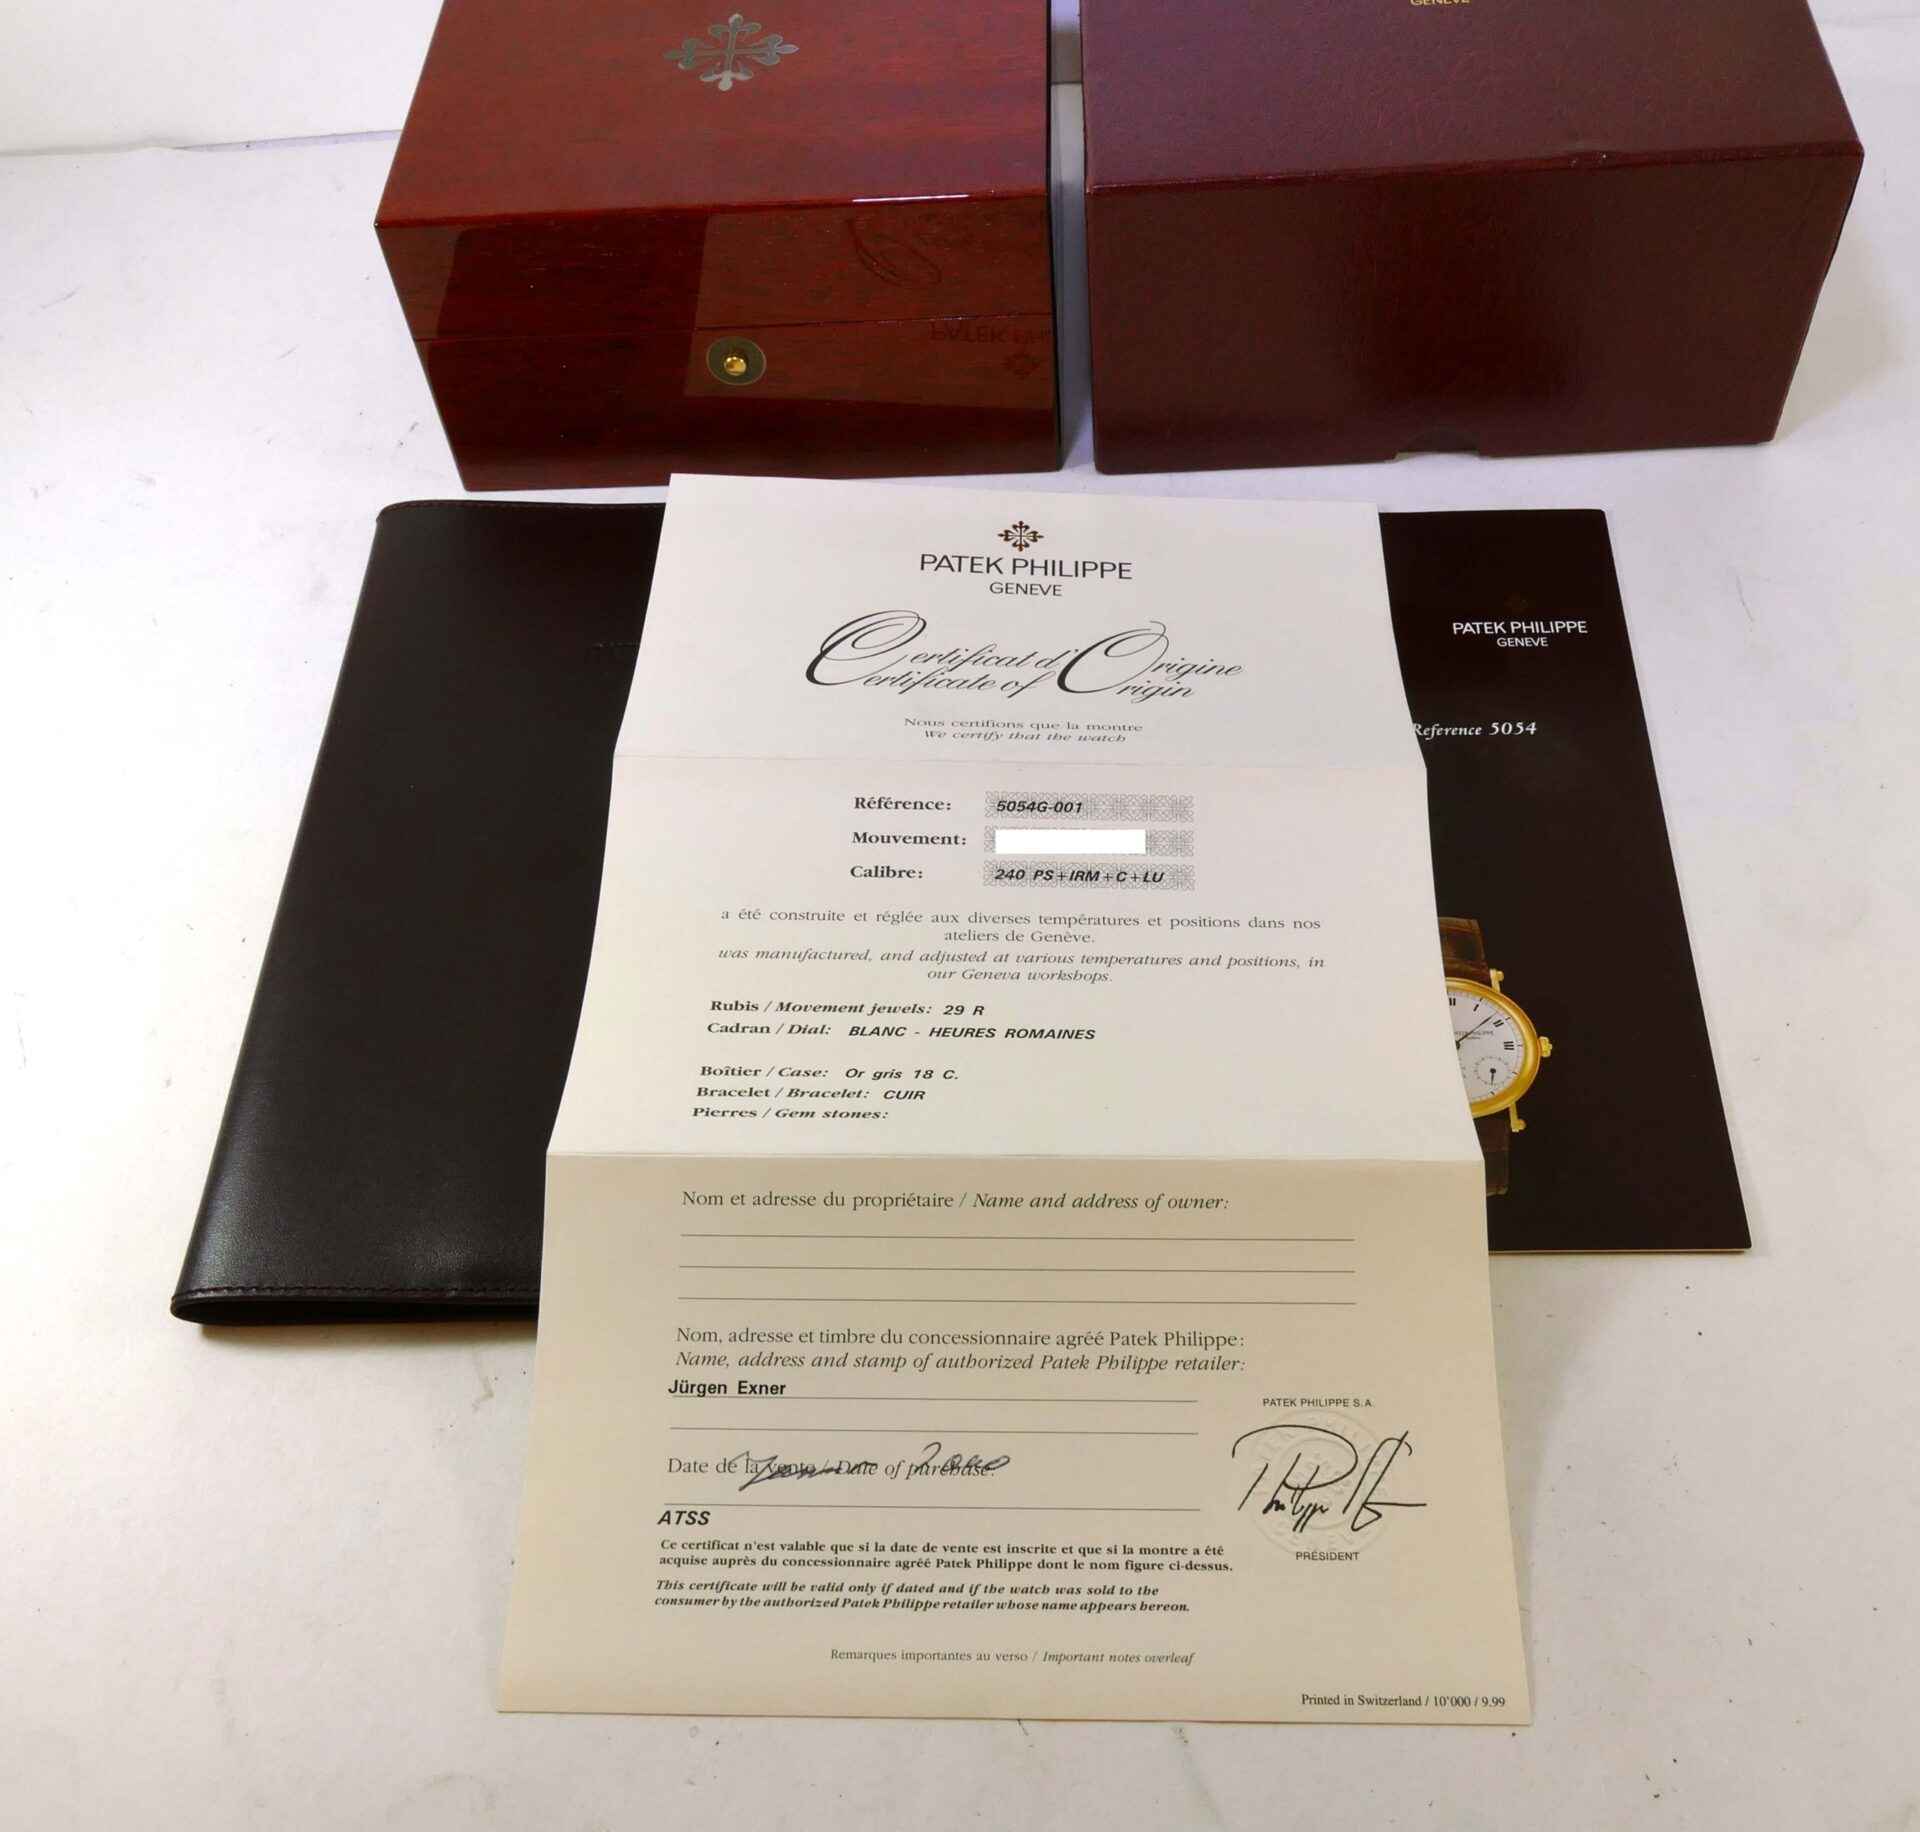 GENEVE
PATEK
PATEK PHILIPPE
GENEVE
Certificat d'Origine
Certificate of Origin
Nous certifions que la montre
We certify that the watch
Référence: 5054G-001
Mouvement:
Calibre: 240 PS+IRM+C+LU
a été construite et réglée aux diverses températures et positions dans nos
ateliers de Genève.
was manufactured, and adjusted at various temperatures and positions, in
our Geneva workshops.
Rubis / Movement jewels: 29 R
Cadran / Dial: BLANC - HEURES ROMAINES
Boîtier / Case: Or gris 18 C.
Bracelet / Bracelet: CUIR
Pierres / Gem stones:
Nom et adresse du propriétaire / Name and address of owner:
Nom, adresse et timbre du concessionnaire agréé Patek Philippe:
Name, address and stamp of authorized Patek Philippe retailer:
Jürgen Exner
Date de la vente / Date of purchase:
2000
ATSS
Ce certificat n'est valable que si la date de vente est inscrite et que si la montre a été
acquise auprès du concessionnaire agréé Patek Philippe dont le nom figure ci-dessus.
This certificate will be valid only if dated and if the watch was sold to the
consumer by the authorized Patek Philippe retailer whose name appears hereon.
PATEK PHILIPPE S.A.
PRÉSIDENT
Remarques importantes au verso / Important notes overleaf
Printed in Switzerland / 10'000 / 9.99
PATEK PHILIPPE
GENEVE
Reference 5054